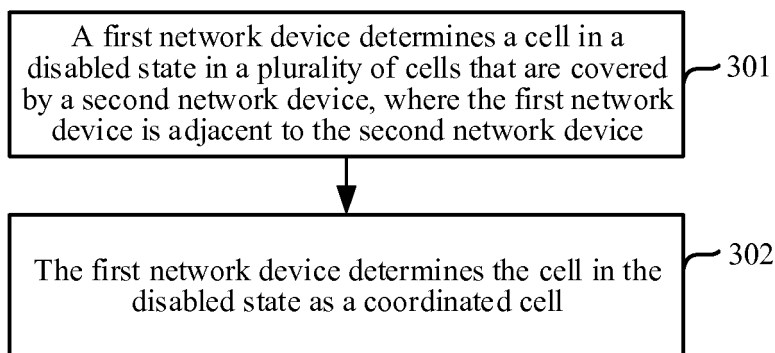 A first network device determines a cell in a
disabled state in a plurality of cells that are covered
by a second network device, where the first network
device is adjacent to the second network device
301
The first network device determines the cell in the
disabled state as a coordinated cell
302